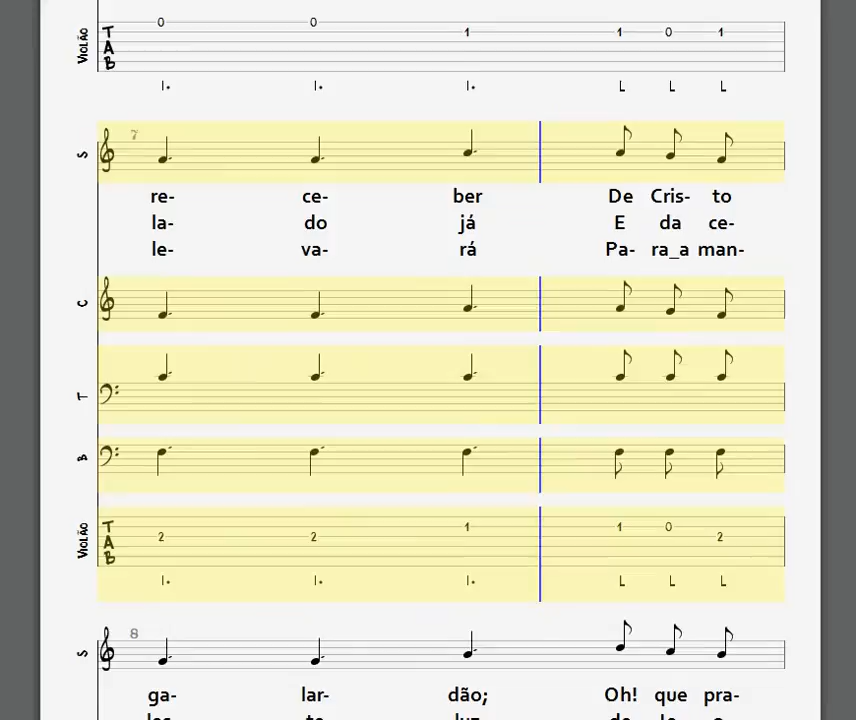 0 0 1 1 0 1
VIOLÃO
TAB
7
S
re- ce- ber De Cris- to
la- do já E da ce-
le- va- rá Pa- ra_a man-
C
T
B
1 1 0
2 2 2
VIOLÃO
TAB
8
S
ga- lar- dão; Oh! que pra-